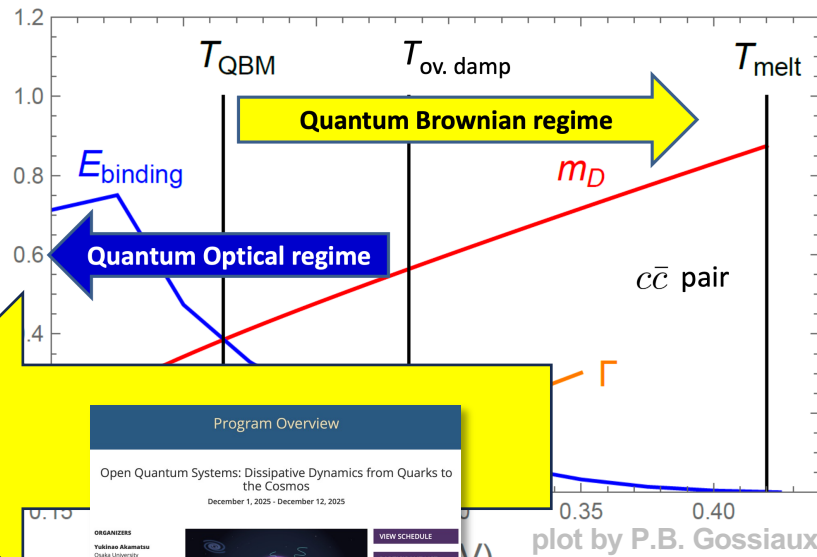 1.2
T_QBM
T_ov. damp
T_melt
1.0
Quantum Brownian regime
E_binding
m_D
0.8
0.6
Quantum Optical regime
cc̄ pair
.4
Γ
Program Overview
Open Quantum Systems: Dissipative Dynamics from Quarks to
the Cosmos
December 1, 2025 - December 12, 2025
0.15
0.35
0.40
ORGANIZERS
VIEW SCHEDULE
Yukinao Akamatsu
Osaka University
V)
plot by P.B. Gossiaux